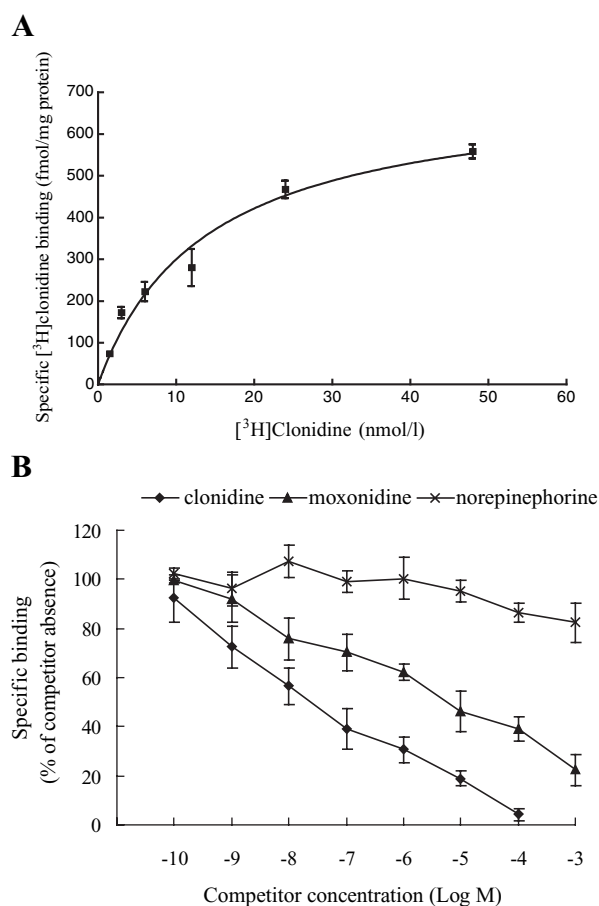 A
Specific [³H]clonidine binding (fmol/mg protein)
700
600
500
400
300
200
100
0
0 10 20 30 40 50 60
[³H]Clonidine (nmol/l)
B
clonidine moxonidine norepinephorine
Specific binding
(% of competitor absence)
120
100
80
60
40
20
0
-10 -9 -8 -7 -6 -5 -4 -3
Competitor concentration (Log M)